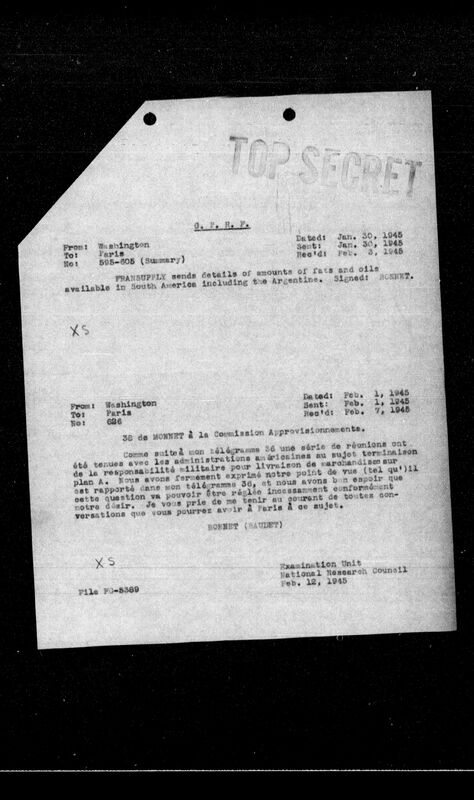 TOP SECRET
G. P. R. F.
From: Washington
To: Paris
No: 595-605 (Summary)
Dated: Jan. 30, 1945
Sent: Jan. 30, 1945
Rec'd: Feb. 3, 1945
FRANSUPPLY sends details of amounts of fats and oils
available in South America including the Argentine. Signed: BONNET.
XS
From: Washington
To: Paris
No: 626
Dated: Feb. 1, 1945
Sent: Feb. 1, 1945
Rec'd: Feb. 7, 1945
38 de MONNET à la Commission Approvisionnements.
Comme suiteà mon télégramme 36 une série de réunions ont
été tenues avec les administrations américaines au sujet terminaison
de la responsabilité militaire pour livraison de marchandisessur
plan A. Nous avons fermement exprimé notre point de vue (tel qu')il
est rapporté dans mon télégramme 36, et nous avons bon espoir que
cette question va pouvoir être réglée incessamment conformément
notre désir. Je vous prie de me tenir au courant de toutes con-
versations que vous pourrez avoir à Paris à ce sujet.
BONNET (BAUDET)
XS
Examination Unit
National Research Council
Feb. 12, 1945
File FC-5369